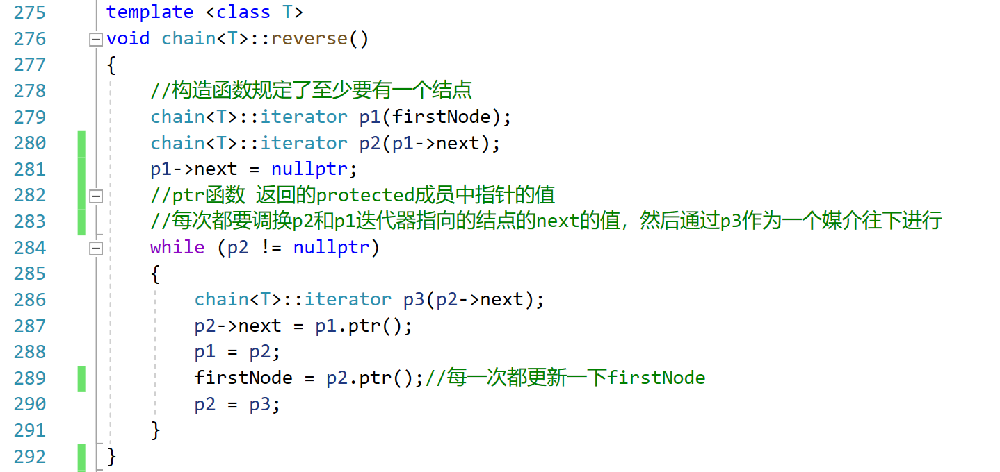 275 template <class T>
276 void chain<T>::reverse()
277 {
278 //构造函数规定了至少要有一个结点
279 chain<T>::iterator p1(firstNode);
280 chain<T>::iterator p2(p1->next);
281 p1->next = nullptr;
282 //ptr函数 返回的protected成员中指针的值
283 //每次都要调换p2和p1迭代器指向的结点的next的值，然后通过p3作为一个媒介往下进行
284 while (p2 != nullptr)
285 {
286 chain<T>::iterator p3(p2->next);
287 p2->next = p1.ptr();
288 p1 = p2;
289 firstNode = p2.ptr();//每一次都更新一下firstNode
290 p2 = p3;
291 }
292 }